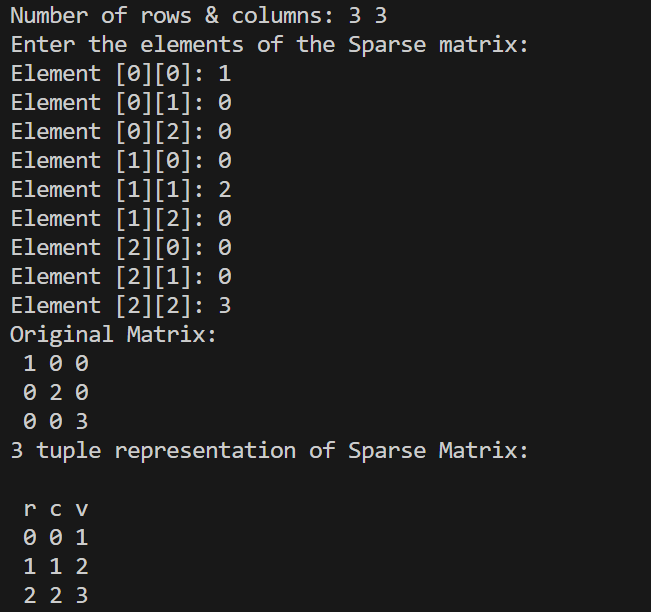 Number of rows & columns: 3 3
Enter the elements of the Sparse matrix:
Element [0][0]: 1
Element [0][1]: 0
Element [0][2]: 0
Element [1][0]: 0
Element [1][1]: 2
Element [1][2]: 0
Element [2][0]: 0
Element [2][1]: 0
Element [2][2]: 3
Original Matrix:
 1 0 0
 0 2 0
 0 0 3
3 tuple representation of Sparse Matrix:

 r c v
 0 0 1
 1 1 2
 2 2 3